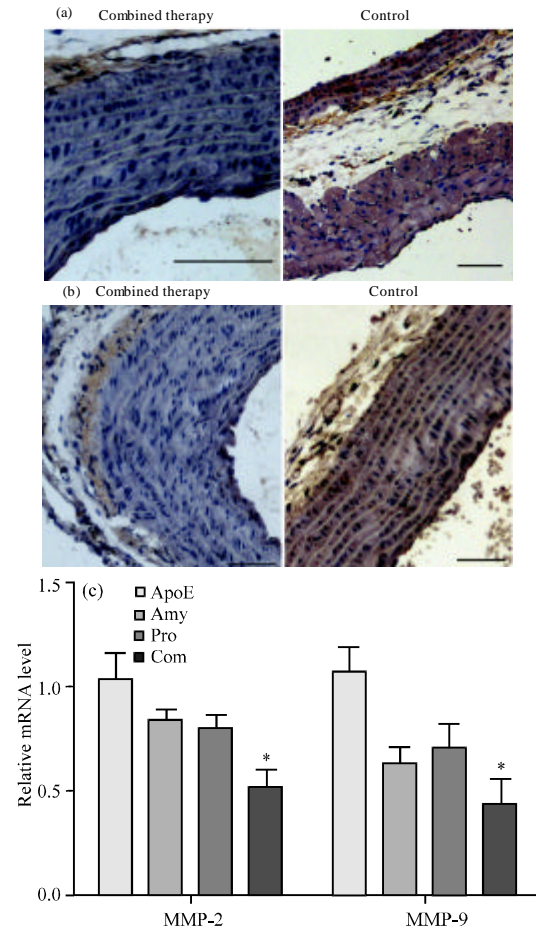 (a) Combined therapy Control
(b) Combined therapy Control
(c)
ApoE
Amy
Pro
Com
Relative mRNA level
1.5
1.0
0.5
0.0
*
*
MMP-2 MMP-9